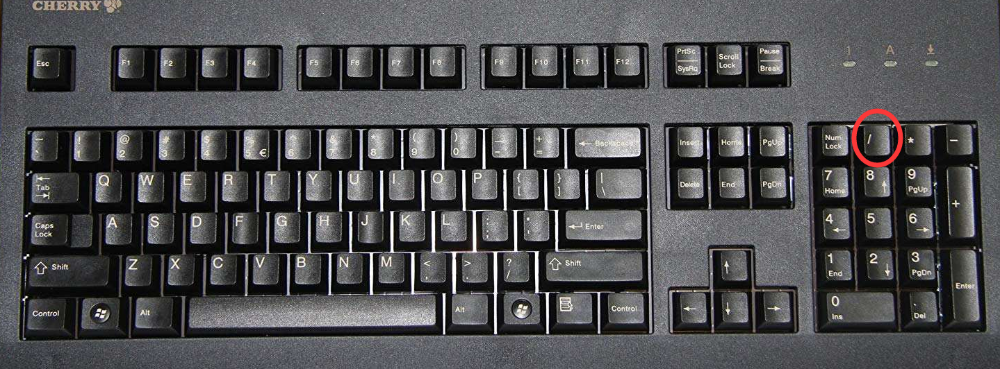 CHERRY
Esc F1 F2 F3 F4 F5 F6 F7 F8 F9 F10 F11 F12 PrtSc SysRq Scroll Lock Pause Break 1 A
~ ` ! 1 @ 2 # 3 $ 4 % 5 € ^ 6 & 7 * 8 ( 9 ) 0 _ - + = ← Backspace Insert Home PgUp Num Lock / * -
Tab Q W E R T Y U I O P { [ } ] | \ Delete End PgDn 7 Home 8 ↑ 9 PgUp +
Caps Lock A S D F G H J K L : ; " ' ↵ Enter 4 ← 5 6 →
⇧ Shift Z X C V B N M < , > . ? / ⇧ Shift ↑ 1 End 2 ↓ 3 PgDn Enter
Control Alt Alt Control ← ↓ → 0 Ins . Del